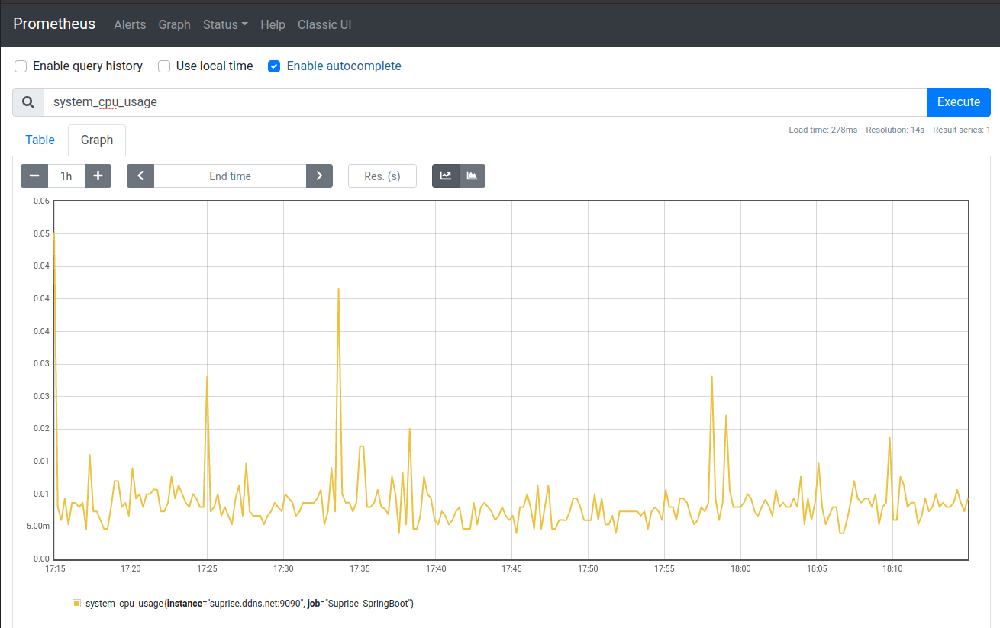 Prometheus Alerts Graph Status Help Classic UI
Enable query history Use local time Enable autocomplete
system_cpu_usage Execute
Table Graph Load time: 278ms Resolution: 14s Result series: 1
1h End time Res. (s)
0.06
0.05
0.04
0.04
0.04
0.03
0.03
0.02
0.01
0.01
5.00m
0.00
17:15 17:20 17:25 17:30 17:35 17:40 17:45 17:50 17:55 18:00 18:05 18:10
system_cpu_usage{instance="suprise.ddns.net:9090", job="Suprise_SpringBoot"}